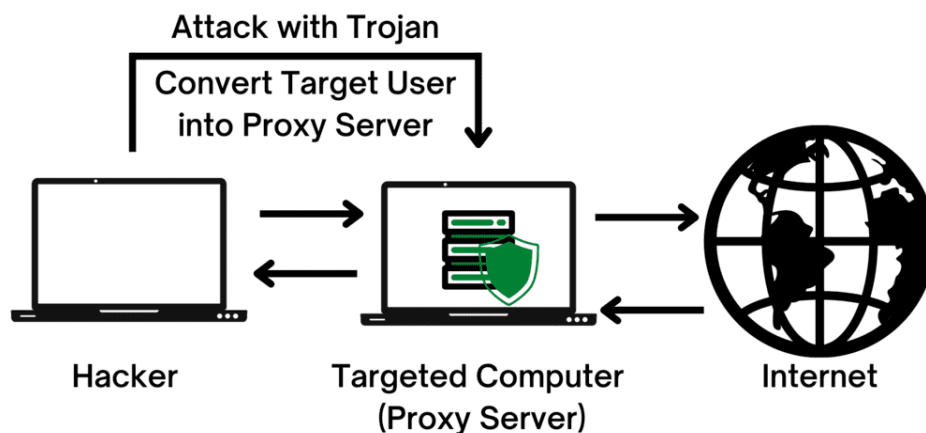 Attack with Trojan
Convert Target User
into Proxy Server
Hacker
Targeted Computer
(Proxy Server)
Internet